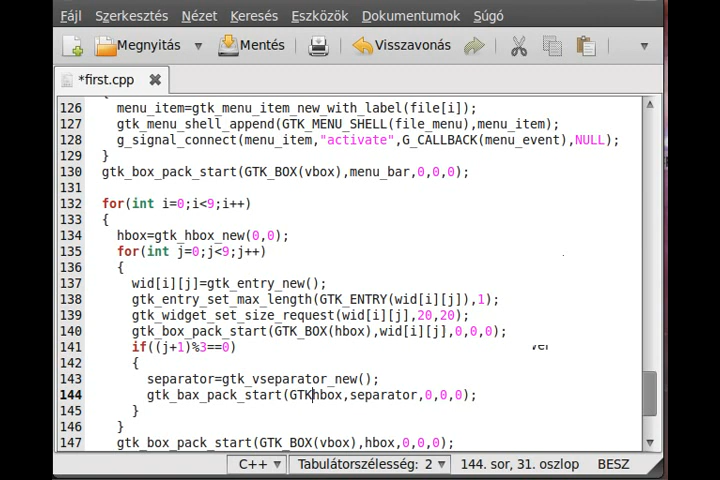 Fájl Szerkesztés Nézet Keresés Eszközök Dokumentumok Súgó
Megnyitás Mentés Visszavonás
*first.cpp
{
126 menu_item=gtk_menu_item_new_with_label(file[i]);
127 gtk_menu_shell_append(GTK_MENU_SHELL(file_menu),menu_item);
128 g_signal_connect(menu_item,"activate",G_CALLBACK(menu_event),NULL);
129 }
130 gtk_box_pack_start(GTK_BOX(vbox),menu_bar,0,0,0);
131
132 for(int i=0;i<9;i++)
133 {
134 hbox=gtk_hbox_new(0,0);
135 for(int j=0;j<9;j++)
136 {
137 wid[i][j]=gtk_entry_new();
138 gtk_entry_set_max_length(GTK_ENTRY(wid[i][j]),1);
139 gtk_widget_set_size_request(wid[i][j],20,20);
140 gtk_box_pack_start(GTK_BOX(hbox),wid[i][j],0,0,0);
141 if((j+1)%3==0)
142 {
143 separator=gtk_vseparator_new();
144 gtk_bax_pack_start(GTKhbox,separator,0,0,0);
145 }
146 }
147 gtk_box_pack_start(GTK_BOX(vbox),hbox,0,0,0);
C++ Tabulátorszélesség: 2 144. sor, 31. oszlop BESZ